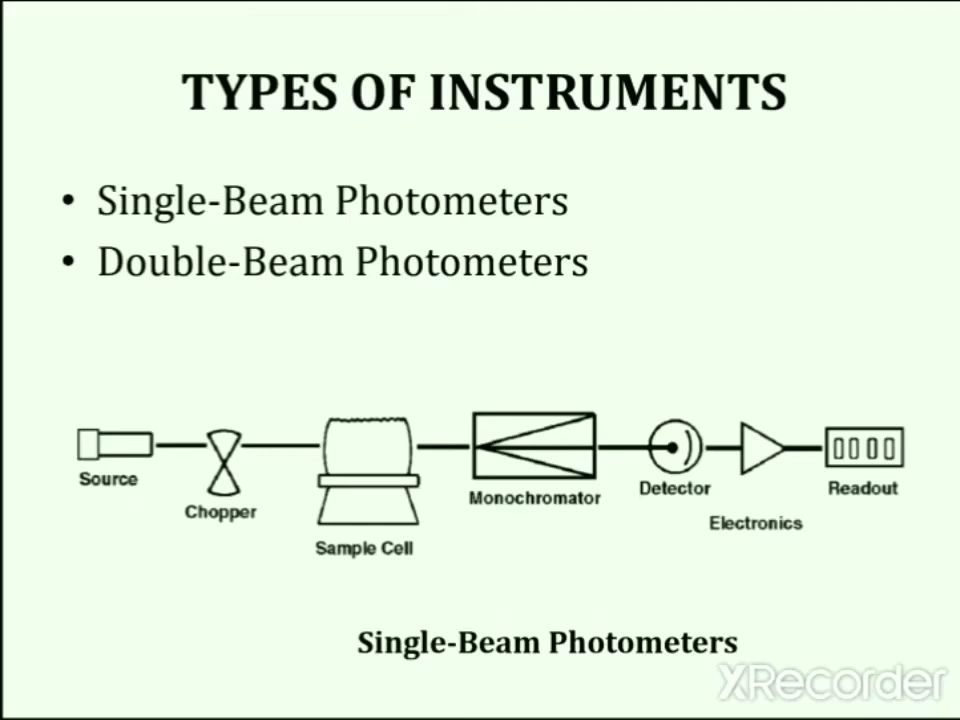 TYPES OF INSTRUMENTS
• Single-Beam Photometers
• Double-Beam Photometers
Source
Chopper
Sample Cell
Monochromator
Detector
Electronics
Readout
Single-Beam Photometers
XRecorder